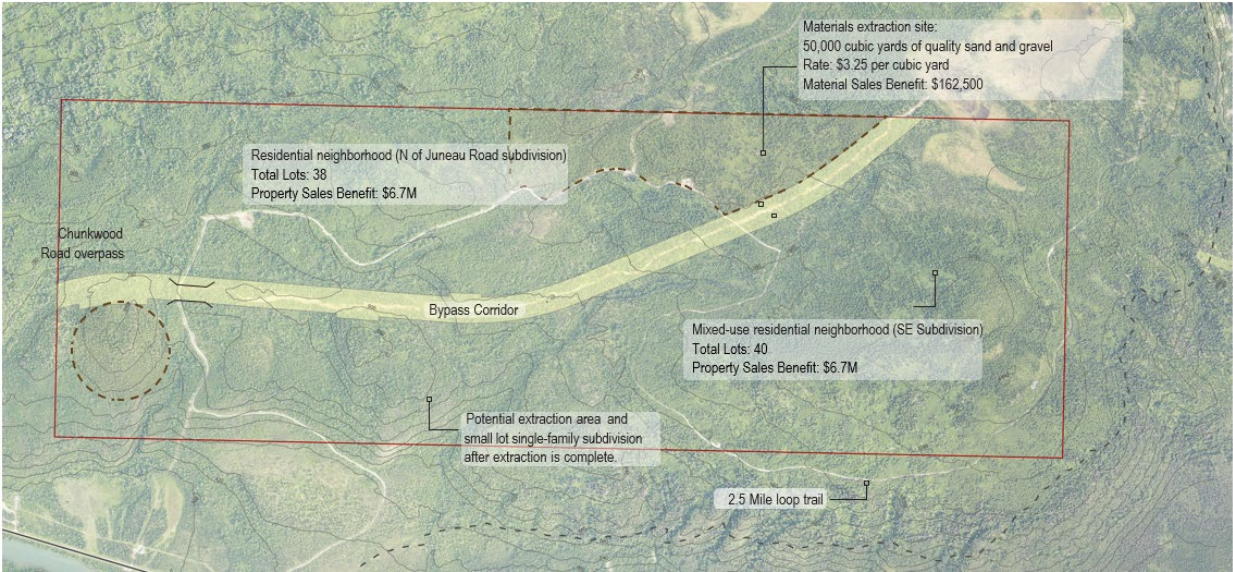 Materials extraction site:
50,000 cubic yards of quality sand and gravel
Rate: $3.25 per cubic yard
Material Sales Benefit: $162,500
Residential neighborhood (N of Juneau Road subdivision)
Total Lots: 38
Property Sales Benefit: $6.7M
Chunkwood
Road overpass
Bypass Corridor
Mixed-use residential neighborhood (SE Subdivision)
Total Lots: 40
Property Sales Benefit: $6.7M
Potential extraction area and
small lot single-family subdivision
after extraction is complete.
2.5 Mile loop trail